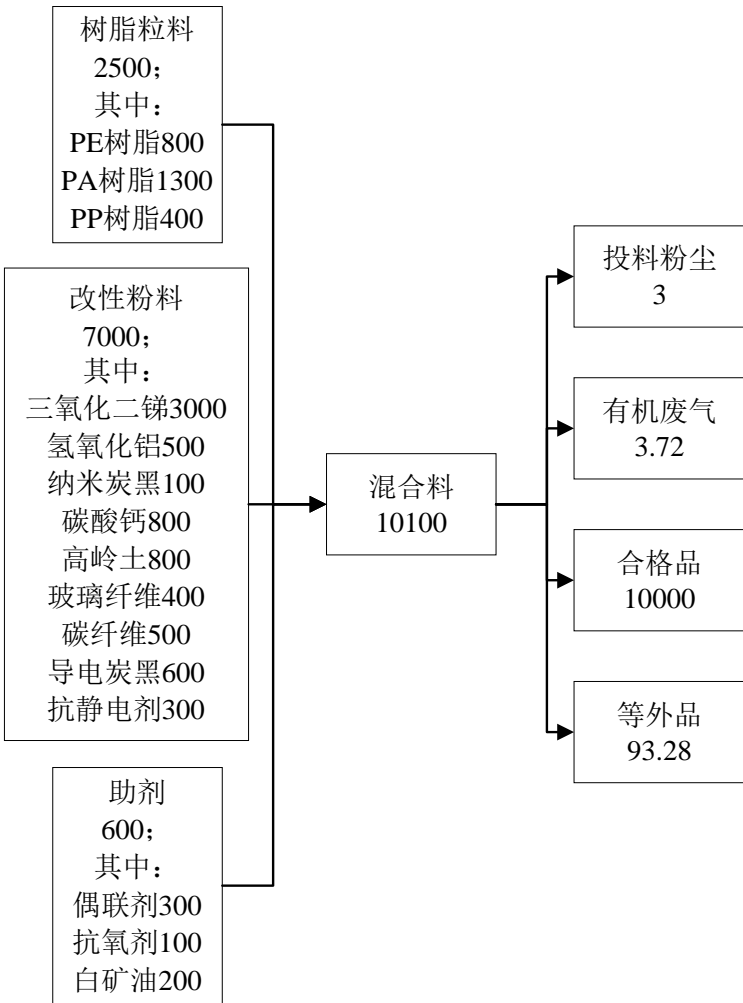 树脂粒料
2500；
其中：
PE树脂800
PA树脂1300
PP树脂400
改性粉料
7000；
其中：
三氧化二锑3000
氢氧化铝500
纳米炭黑100
碳酸钙800
高岭土800
玻璃纤维400
碳纤维500
导电炭黑600
抗静电剂300
助剂
600；
其中：
偶联剂300
抗氧剂100
白矿油200
混合料
10100
投料粉尘
3
有机废气
3.72
合格品
10000
等外品
93.28